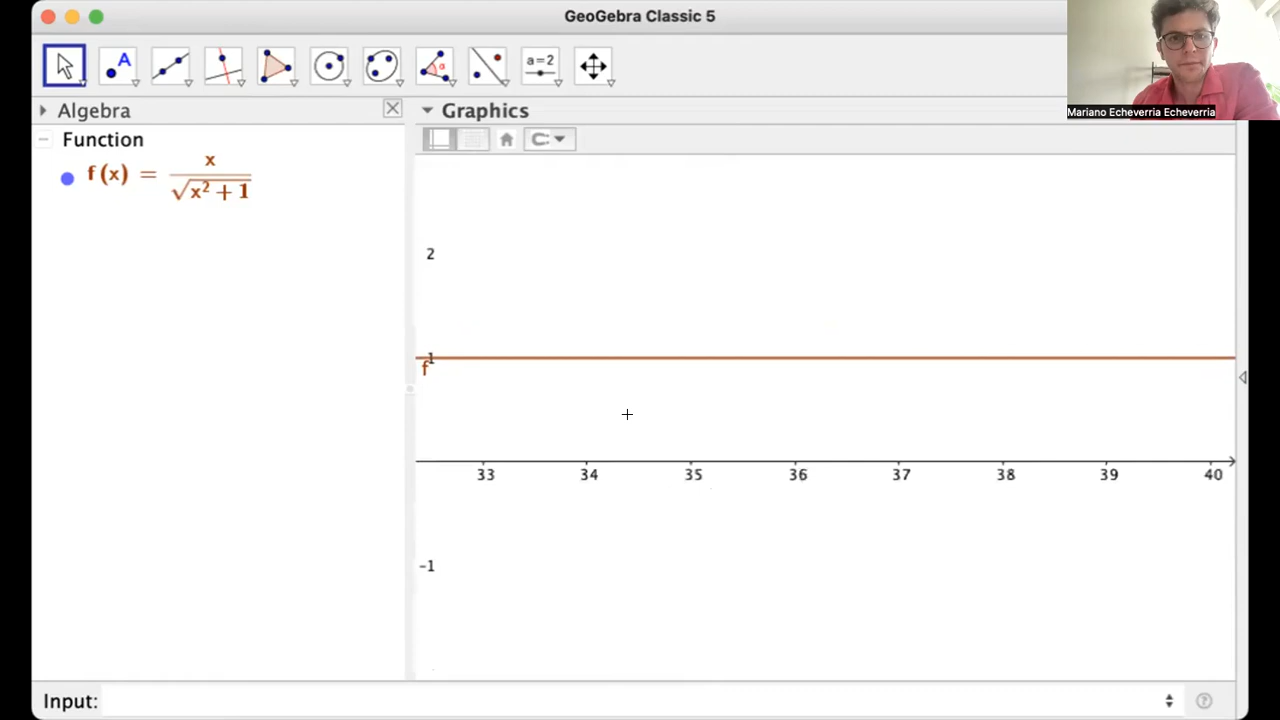 GeoGebra Classic 5
A
α
a=2
Mariano Echeverria Echeverria
Algebra
Graphics
Function
f(x) = x / √(x² + 1)
2
1
f
33 34 35 36 37 38 39 40
-1
Input:
?